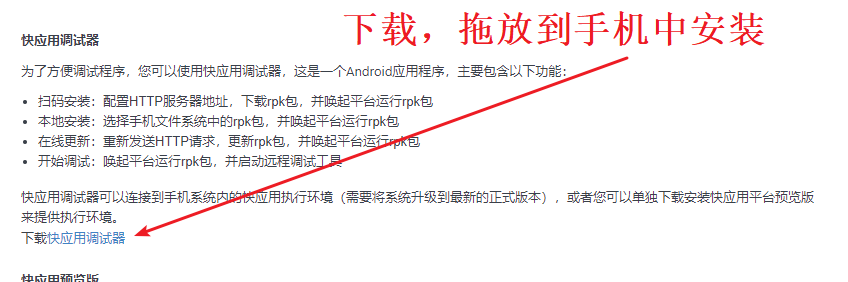 下载，拖放到手机中安装
快应用调试器
为了方便调试程序，您可以使用快应用调试器，这是一个Android应用程序，主要包含以下功能：
扫码安装：配置HTTP服务器地址，下载rpk包，并唤起平台运行rpk包
本地安装：选择手机文件系统中的rpk包，并唤起平台运行rpk包
在线更新：重新发送HTTP请求，更新rpk包，并唤起平台运行rpk包
开始调试：唤起平台运行rpk包，并启动远程调试工具
快应用调试器可以连接到手机系统内的快应用执行环境（需要将系统升级到最新的正式版本），或者您可以单独下载安装快应用平台预览版
来提供执行环境。
下载快应用调试器
快应用预览版